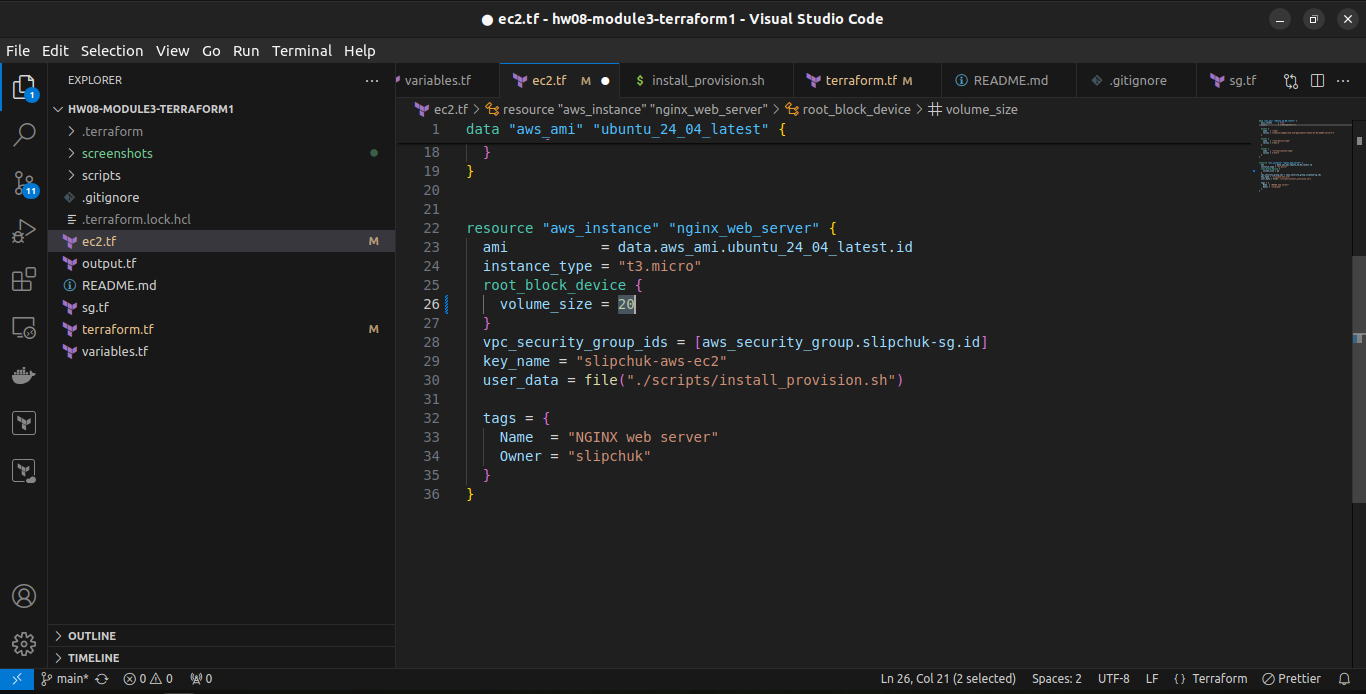 ec2.tf - hw08-module3-terraform1 - Visual Studio Code
File Edit Selection View Go Run Terminal Help
EXPLORER
variables.tf
ec2.tf M
install_provision.sh
terraform.tf M
README.md
.gitignore
sg.tf
HW08-MODULE3-TERRAFORM1
.terraform
screenshots
scripts
.gitignore
.terraform.lock.hcl
ec2.tf M
output.tf
README.md
sg.tf
terraform.tf M
variables.tf
OUTLINE
TIMELINE
1
11
ec2.tf > resource "aws_instance" "nginx_web_server" > root_block_device > volume_size
1 data "aws_ami" "ubuntu_24_04_latest" {
18 }
19 }
20
21
22 resource "aws_instance" "nginx_web_server" {
23 ami = data.aws_ami.ubuntu_24_04_latest.id
24 instance_type = "t3.micro"
25 root_block_device {
26 volume_size = 20
27 }
28 vpc_security_group_ids = [aws_security_group.slipchuk-sg.id]
29 key_name = "slipchuk-aws-ec2"
30 user_data = file("./scripts/install_provision.sh")
31
32 tags = {
33 Name = "NGINX web server"
34 Owner = "slipchuk"
35 }
36 }
main* 0 0 0 Ln 26, Col 21 (2 selected) Spaces: 2 UTF-8 LF { } Terraform Prettier